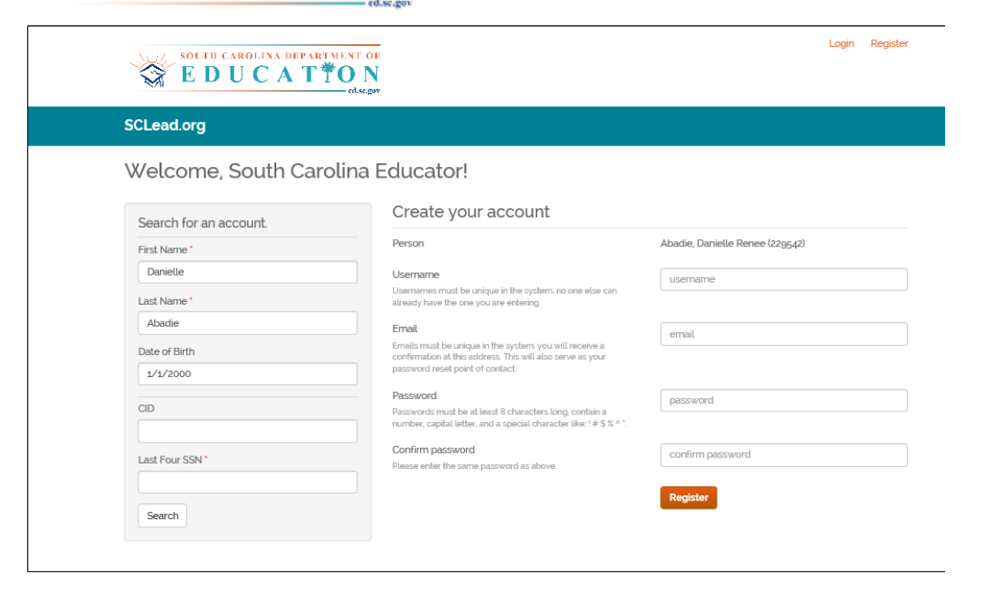 ed.sc.gov
Login Register
SOUTH CAROLINA DEPARTMENT OF
EDUCATION
ed.sc.gov
SCLead.org
Welcome, South Carolina Educator!
Search for an account.
First Name *
Danielle
Last Name *
Abadie
Date of Birth
1/1/2000
CID
Last Four SSN *
Search
Create your account
Person
Abadie, Danielle Renee (229542)
Username
Usernames must be unique in the system; no one else can
already have the one you are entering.
username
Email
Emails must be unique in the system; you will receive a
confirmation at this address. This will also serve as your
password reset point of contact.
email
Password
Passwords must be at least 8 characters long, contain a
number, capital letter, and a special character like: ! # $ % ^ *.
password
Confirm password
Please enter the same password as above.
confirm password
Register